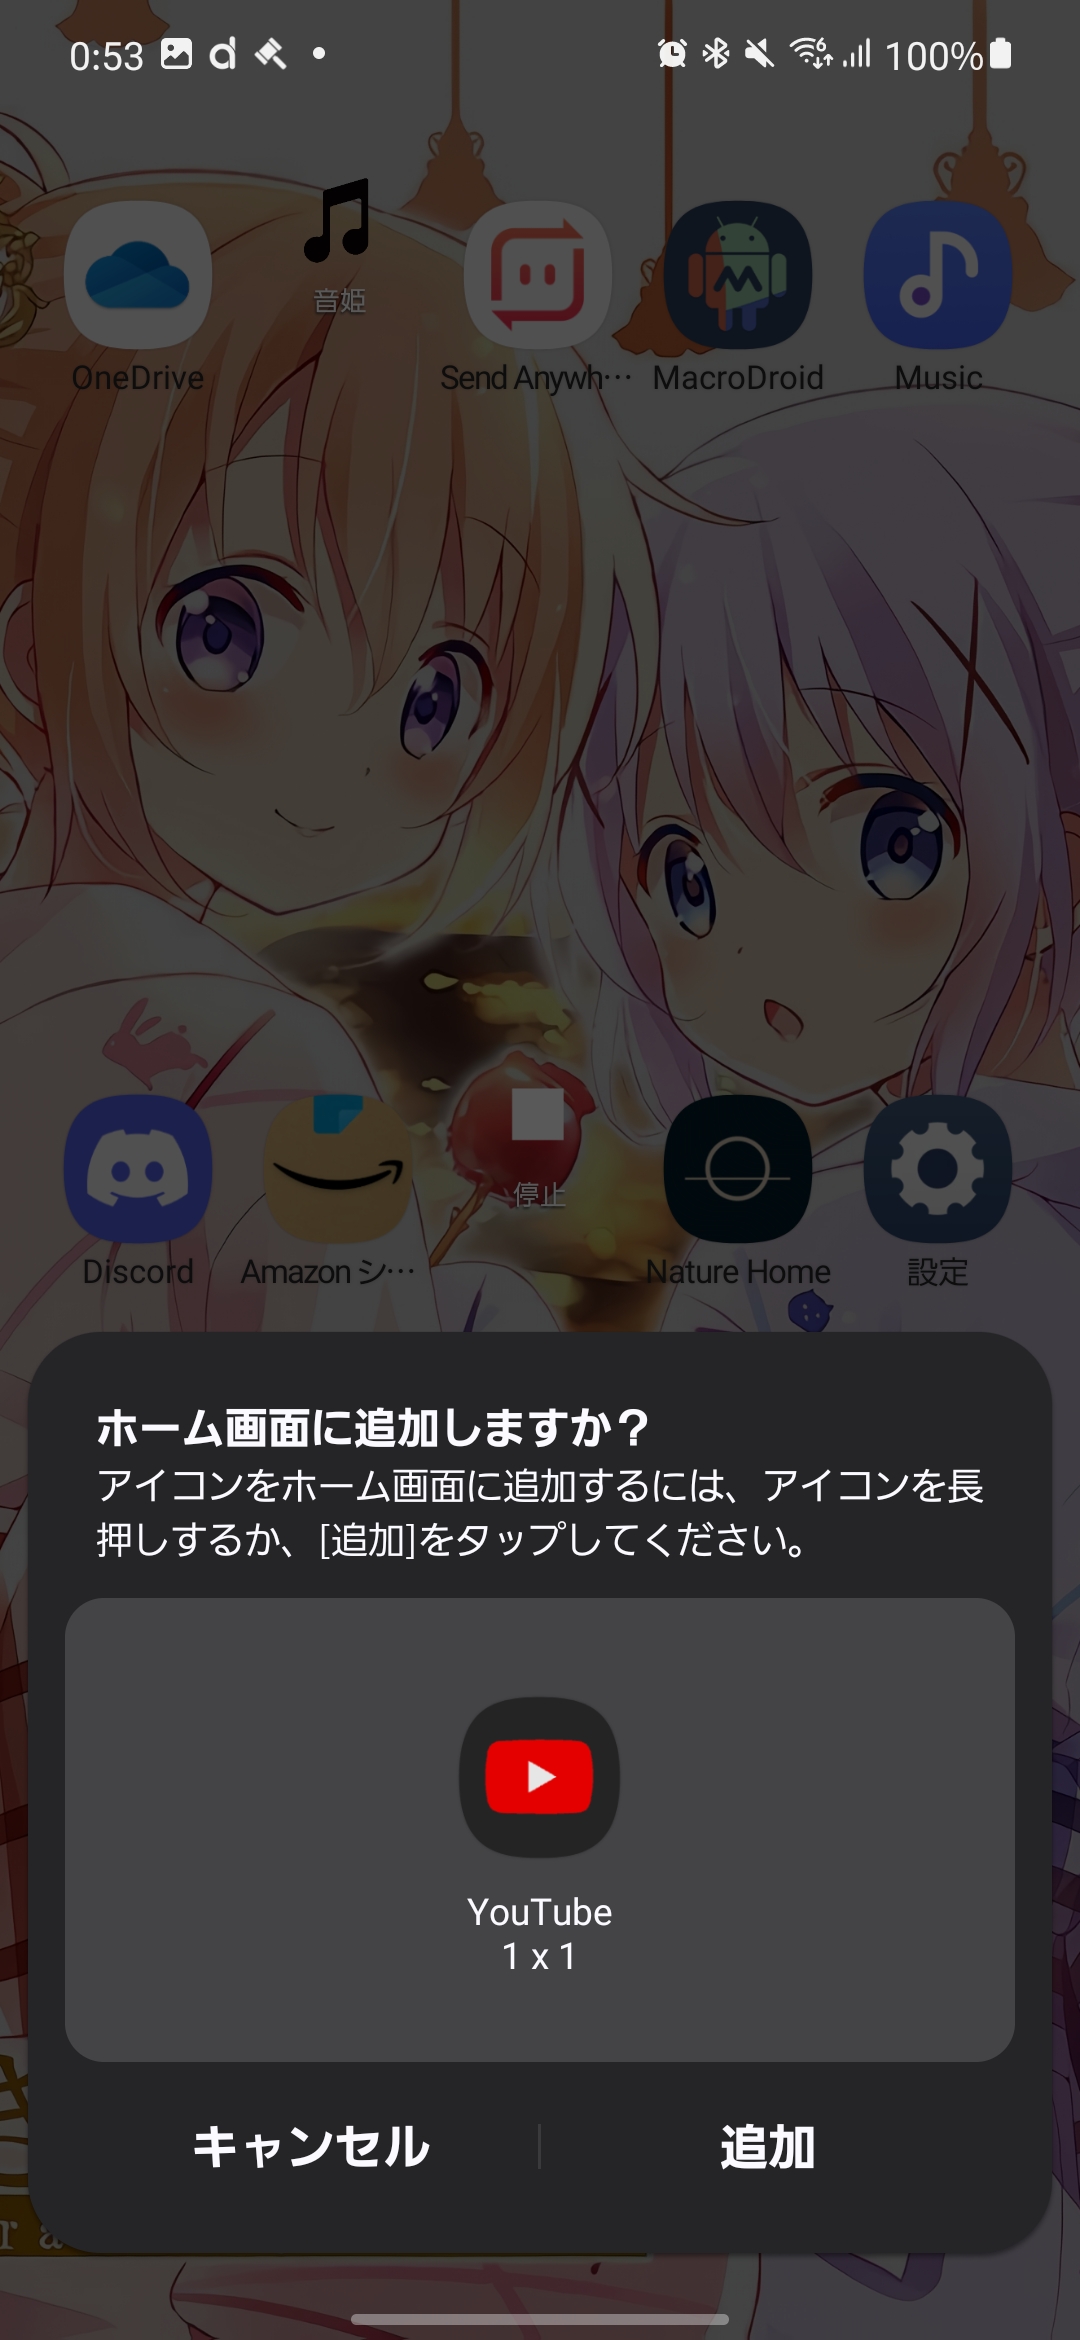 0:53 100%
音姫
OneDrive Send Anywh… MacroDroid Music
停止
Discord Amazon シ… Nature Home 設定
ホーム画面に追加しますか？
アイコンをホーム画面に追加するには、アイコンを長
押しするか、[追加]をタップしてください。
YouTube
1 x 1
キャンセル 追加
r a